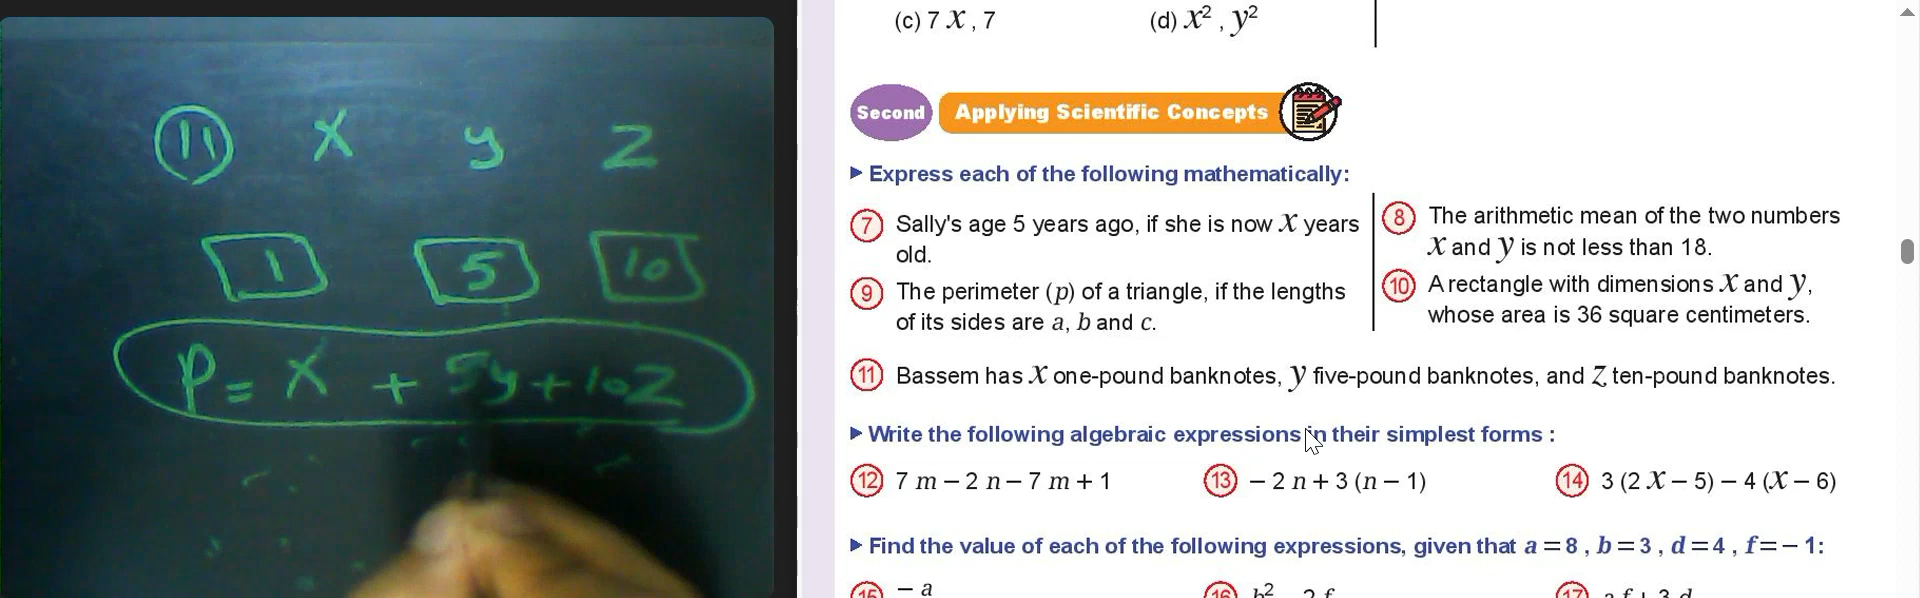 11 x y z
1 5 10
P = x + 5y + 10z
(c) 7 x , 7 (d) x² , y²
Second Applying Scientific Concepts
▸ Express each of the following mathematically:
7 Sally's age 5 years ago, if she is now x years
old.
8 The arithmetic mean of the two numbers
x and y is not less than 18.
9 The perimeter (p) of a triangle, if the lengths
of its sides are a, b and c.
10 A rectangle with dimensions x and y,
whose area is 36 square centimeters.
11 Bassem has x one-pound banknotes, y five-pound banknotes, and z ten-pound banknotes.
▸ Write the following algebraic expressions in their simplest forms :
12 7 m – 2 n – 7 m + 1 13 – 2 n + 3 (n – 1) 14 3 (2 x – 5) – 4 (x – 6)
▸ Find the value of each of the following expressions, given that a = 8 , b = 3 , d = 4 , f = – 1:
15 – a 16 17